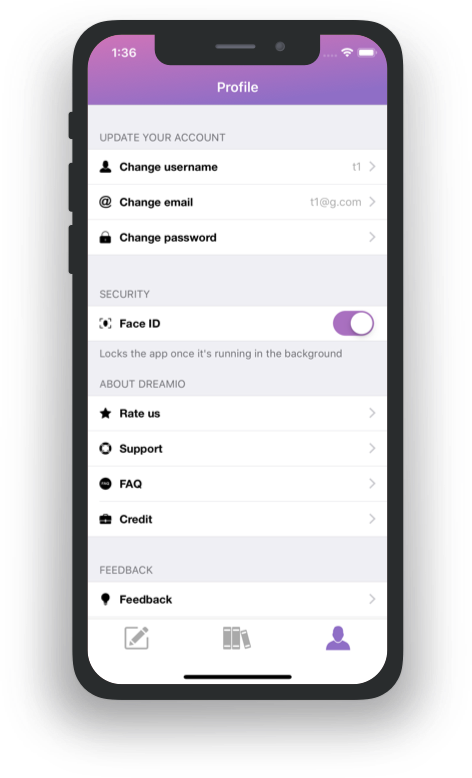 1:36
Profile
UPDATE YOUR ACCOUNT
Change username t1
Change email t1@g.com
Change password
SECURITY
Face ID
Locks the app once it's running in the background
ABOUT DREAMIO
Rate us
Support
FAQ
Credit
FEEDBACK
Feedback